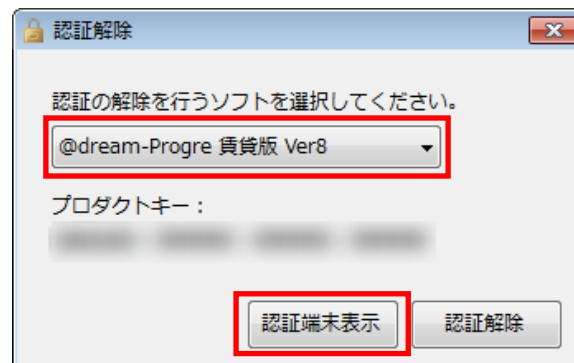 認証解除
認証の解除を行うソフトを選択してください。
@dream-Progre 賃貸版 Ver8
プロダクトキー：
認証端末表示
認証解除